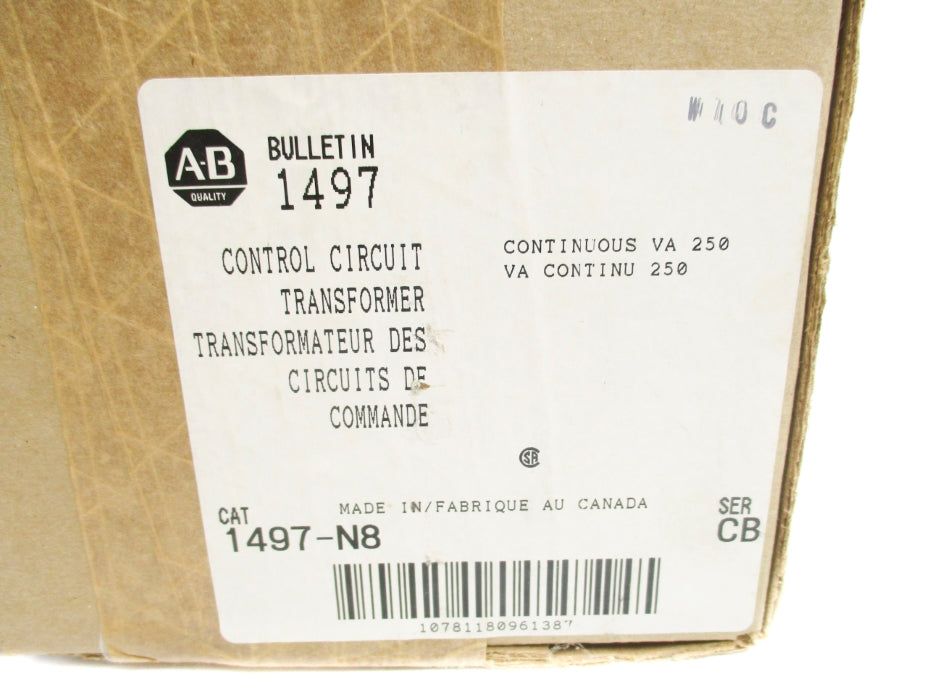 W10C
A-B
QUALITY
BULLETIN
1497
CONTROL CIRCUIT
TRANSFORMER
TRANSFORMATEUR DES
CIRCUITS DE
COMMANDE
CONTINUOUS VA 250
VA CONTINU 250
MADE IN/FABRIQUE AU CANADA
CAT
1497-N8
SER
CB
10781180961387